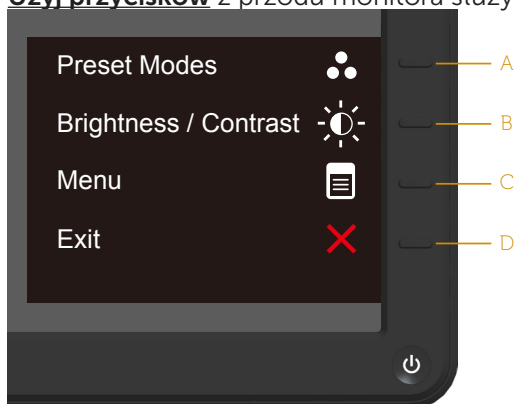 Użyj przycisków z przodu monitora służy
Preset Modes A
Brightness / Contrast B
Menu C
Exit D